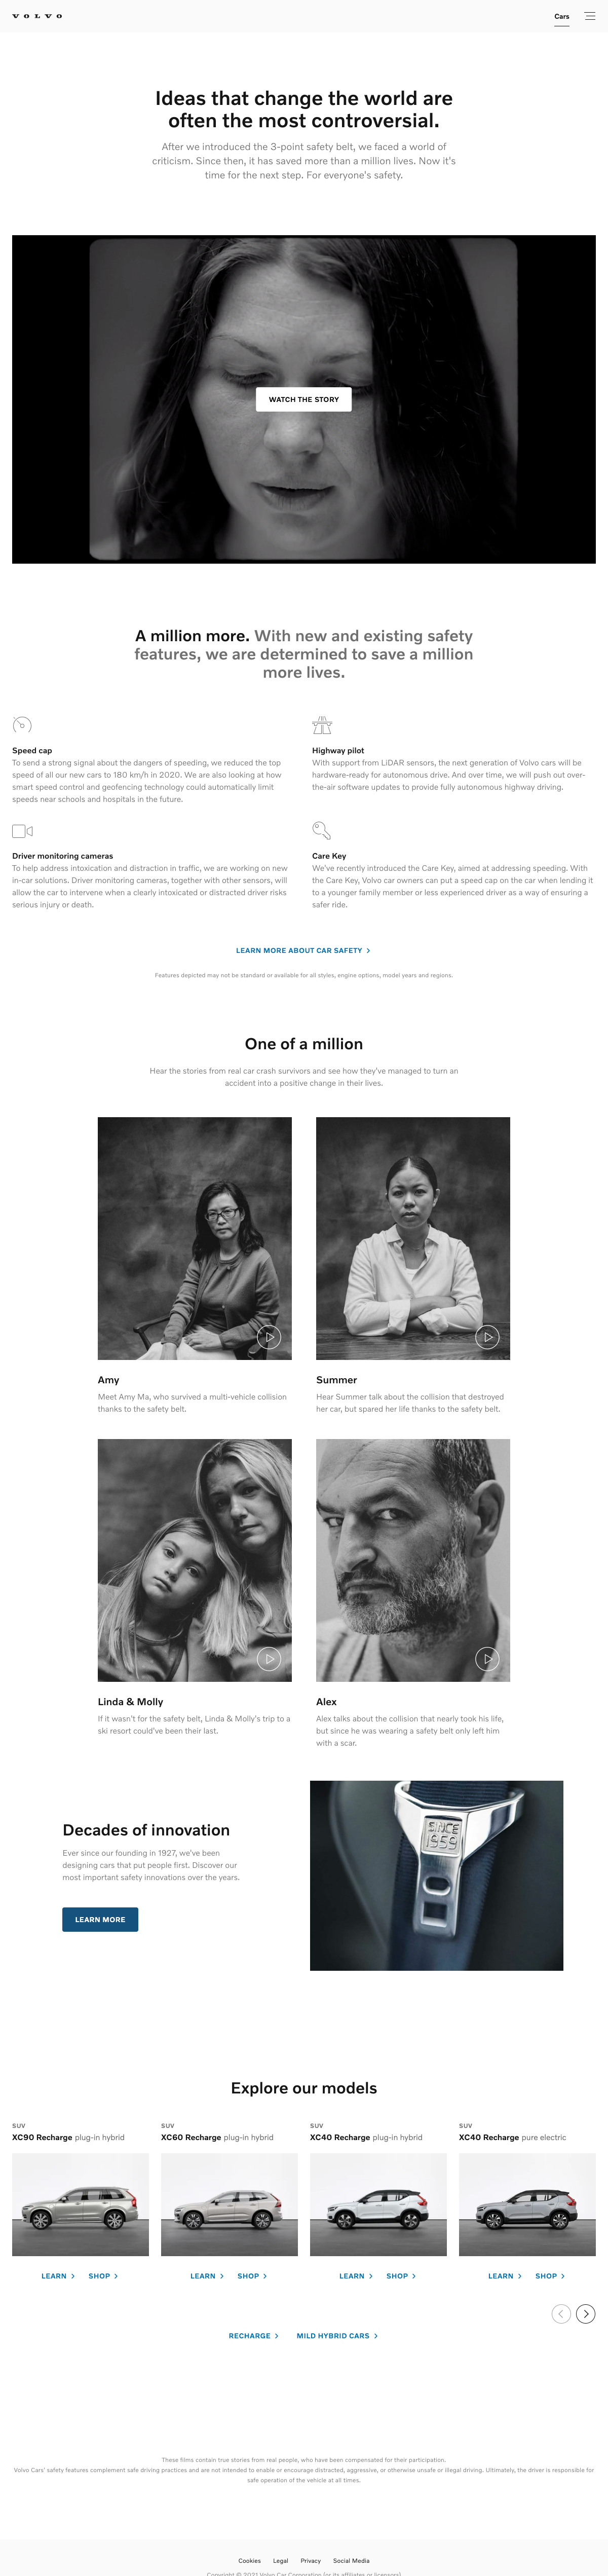 VOLVO
Cars
Ideas that change the world are
often the most controversial.
After we introduced the 3-point safety belt, we faced a world of
criticism. Since then, it has saved more than a million lives. Now it's
time for the next step. For everyone's safety.
WATCH THE STORY
A million more. With new and existing safety
features, we are determined to save a million
more lives.
Speed cap
To send a strong signal about the dangers of speeding, we reduced the top
speed of all our new cars to 180 km/h in 2020. We are also looking at how
smart speed control and geofencing technology could automatically limit
speeds near schools and hospitals in the future.
Highway pilot
With support from LiDAR sensors, the next generation of Volvo cars will be
hardware-ready for autonomous drive. And over time, we will push out over-
the-air software updates to provide fully autonomous highway driving.
Driver monitoring cameras
To help address intoxication and distraction in traffic, we are working on new
in-car solutions. Driver monitoring cameras, together with other sensors, will
allow the car to intervene when a clearly intoxicated or distracted driver risks
serious injury or death.
Care Key
We've recently introduced the Care Key, aimed at addressing speeding. With
the Care Key, Volvo car owners can put a speed cap on the car when lending it
to a younger family member or less experienced driver as a way of ensuring a
safer ride.
LEARN MORE ABOUT CAR SAFETY
Features depicted may not be standard or available for all styles, engine options, model years and regions.
One of a million
Hear the stories from real car crash survivors and see how they've managed to turn an
accident into a positive change in their lives.
Amy
Meet Amy Ma, who survived a multi-vehicle collision
thanks to the safety belt.
Summer
Hear Summer talk about the collision that destroyed
her car, but spared her life thanks to the safety belt.
Linda & Molly
If it wasn't for the safety belt, Linda & Molly's trip to a
ski resort could've been their last.
Alex
Alex talks about the collision that nearly took his life,
but since he was wearing a safety belt only left him
with a scar.
Decades of innovation
Ever since our founding in 1927, we've been
designing cars that put people first. Discover our
most important safety innovations over the years.
LEARN MORE
SINCE
1959
Explore our models
SUV
XC90 Recharge plug-in hybrid
LEARN SHOP
SUV
XC60 Recharge plug-in hybrid
LEARN SHOP
SUV
XC40 Recharge plug-in hybrid
LEARN SHOP
SUV
XC40 Recharge pure electric
LEARN SHOP
RECHARGE MILD HYBRID CARS
These films contain true stories from real people, who have been compensated for their participation.
Volvo Cars' safety features complement safe driving practices and are not intended to enable or encourage distracted, aggressive, or otherwise unsafe or illegal driving. Ultimately, the driver is responsible for
safe operation of the vehicle at all times.
Cookies Legal Privacy Social Media
Copyright © 2021 Volvo Car Corporation (or its affiliates or licensors)